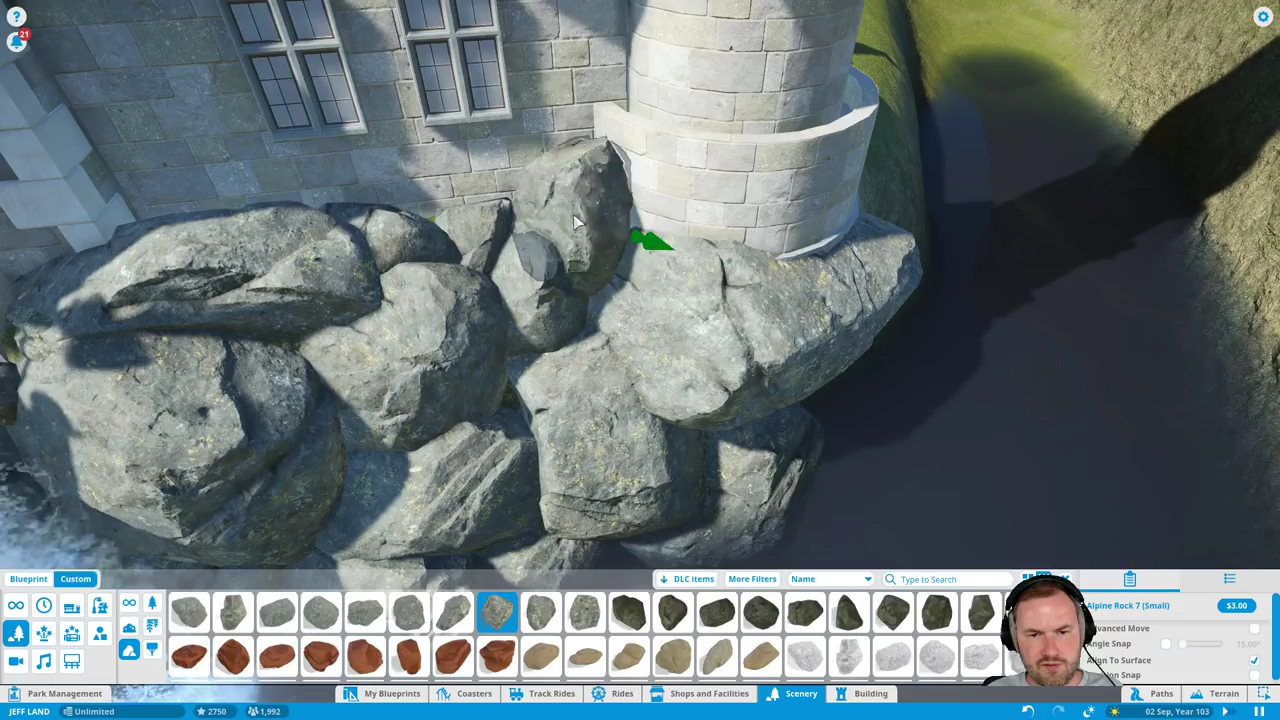 ?
21
Blueprint
Custom
DLC items
More Filters
Name
Type to Search
Alpine Rock 7 (Small)
$3.00
Advanced Move
Angle Snap
15.00°
Align To Surface
Park Management
My Blueprints
Coasters
Track Rides
Rides
Shops and Facilities
Scenery
Building
Paths
Terrain
JEFF LAND
Unlimited
2750
1,992
02 Sep, Year 103